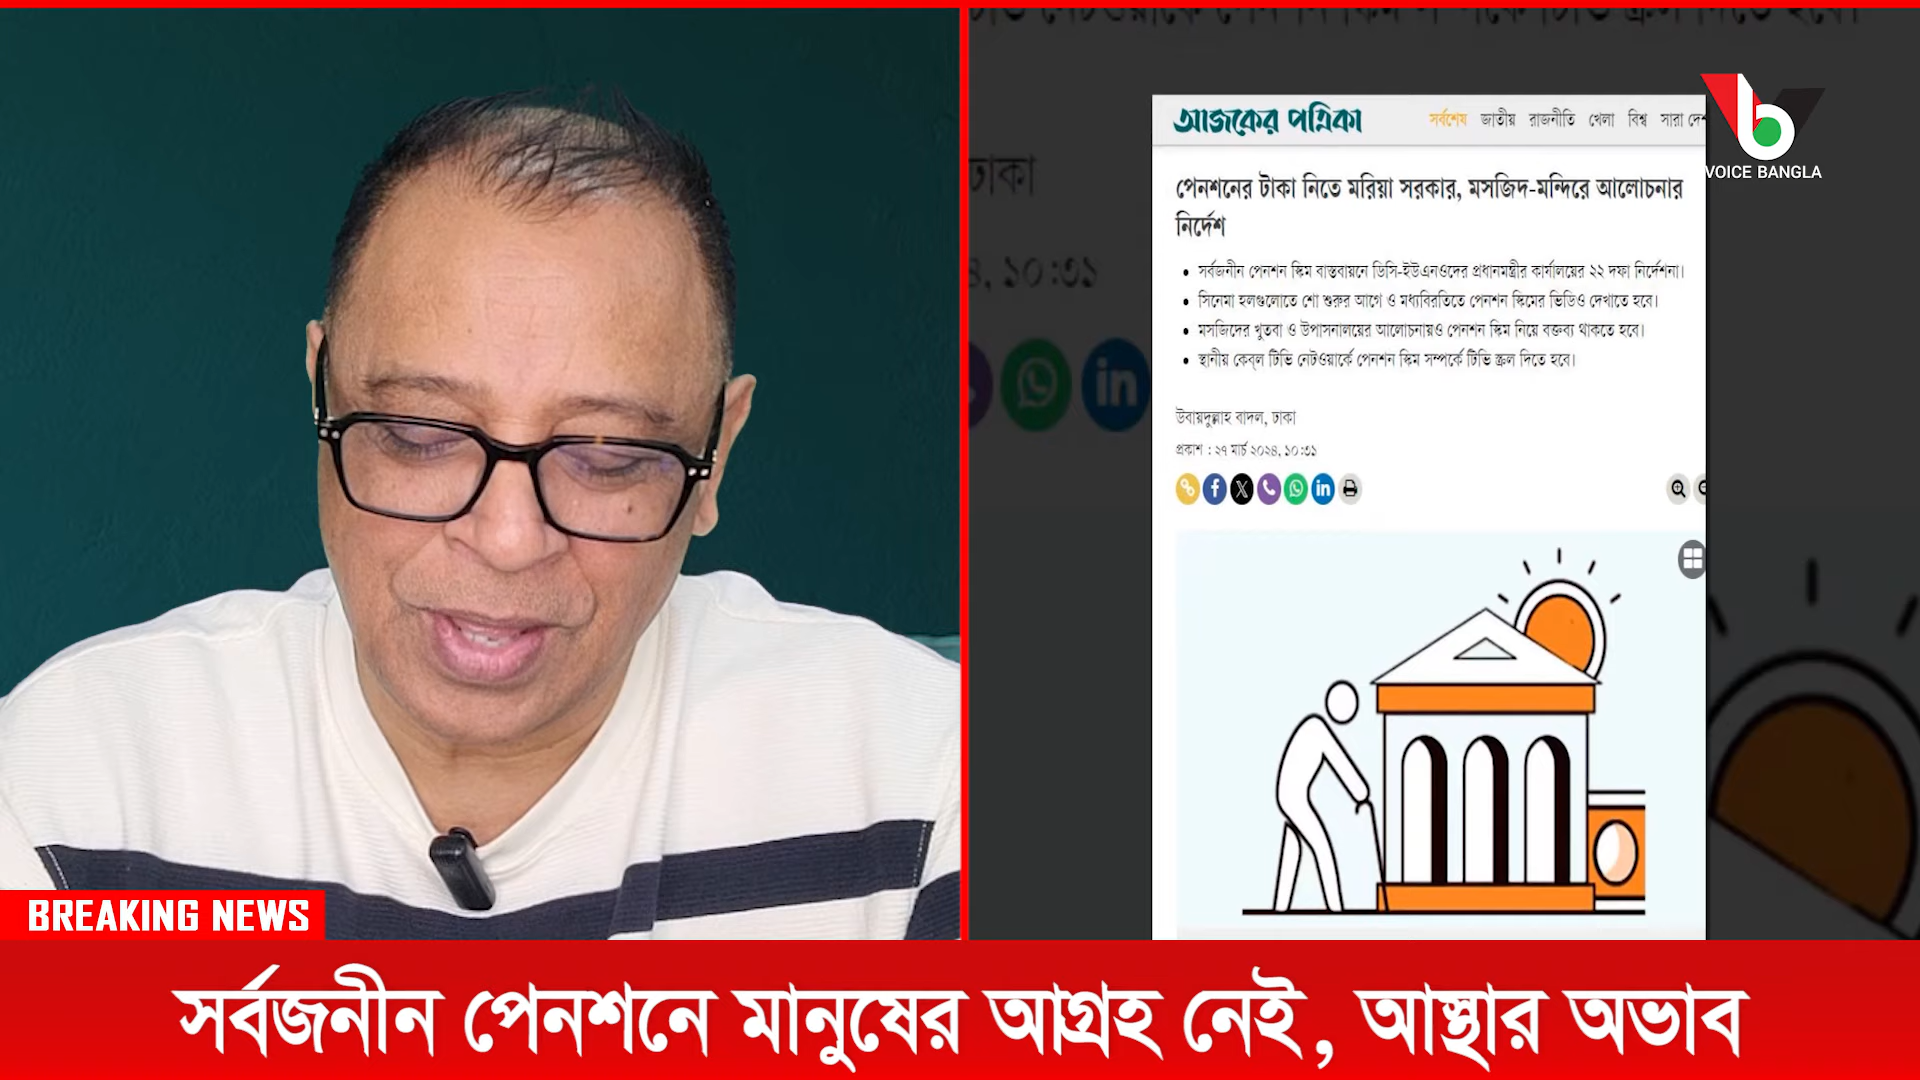 VOICE BANGLA
আজকের পত্রিকা
সর্বশেষ জাতীয় রাজনীতি খেলা বিশ্ব সারা
পেনশনের টাকা নিতে মরিয়া সরকার, মসজিদ-মন্দিরে আলোচনার
নির্দেশ
সর্বজনীন পেনশন স্কিম বাস্তবায়নে ডিসি-ইউএনওদের প্রধানমন্ত্রীর কার্যালয়ের ২২ দফা নির্দেশনা।
সিনেমা হলগুলোতে শো শুরুর আগে ও মধ্যবিরতিতে পেনশন স্কিমের ভিডিও দেখাতে হবে।
মসজিদের খুতবা ও উপাসনালয়ের আলোচনায়ও পেনশন স্কিম নিয়ে বক্তব্য থাকতে হবে।
স্থানীয় কেব্‌ল টিভি নেটওয়ার্কে পেনশন স্কিম সম্পর্কে টিভি স্ক্রল দিতে হবে।
উবায়দুল্লাহ বাদল, ঢাকা
প্রকাশ : ২৭ মার্চ ২০২৪, ১০:৩১
ঢাকা
৪, ১০:৩১
BREAKING NEWS
সর্বজনীন পেনশনে মানুষের আগ্রহ নেই, আস্থার অভাব